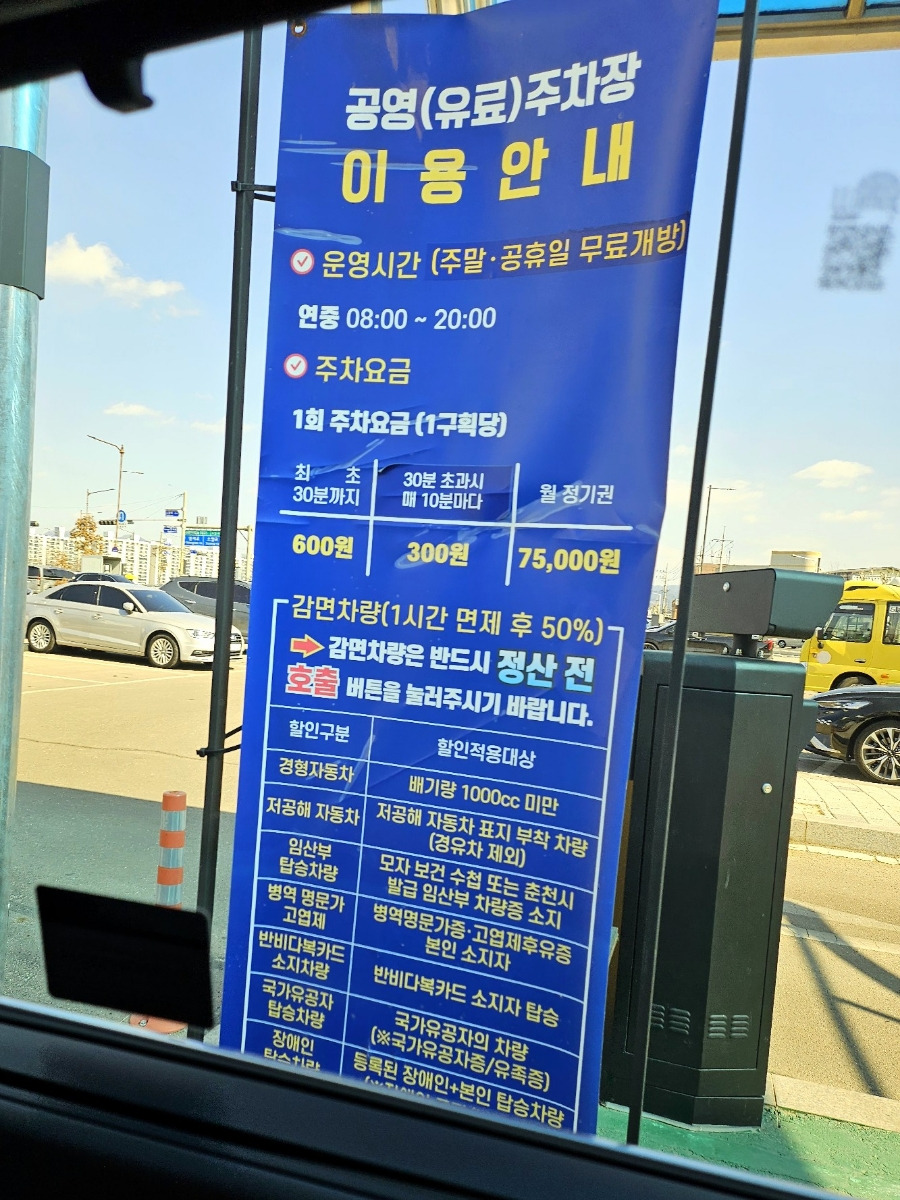 공영(유료)주차장
이 용 안 내
운영시간 (주말·공휴일 무료개방)
연중 08:00 ~ 20:00
주차요금
1회 주차요금 (1구획당)
최 초
30분까지
30분 초과시
매 10분마다
월 정기권
600원
300원
75,000원
감면차량(1시간 면제 후 50%)
감면차량은 반드시 정산 전
호출 버튼을 눌러주시기 바랍니다.
할인구분
할인적용대상
경형자동차
배기량 1000cc 미만
저공해 자동차
저공해 자동차 표지 부착 차량
(경유차 제외)
임산부
탑승차량
모자 보건 수첩 또는 춘천시
발급 임산부 차량증 소지
병역 명문가
고엽제
병역명문가증·고엽제후유증
본인 소지자
반비다복카드
소지차량
반비다복카드 소지자 탑승
국가유공자
탑승차량
국가유공자의 차량
(※국가유공자증/유족증)
장애인
탑승차량
등록된 장애인+본인 탑승차량